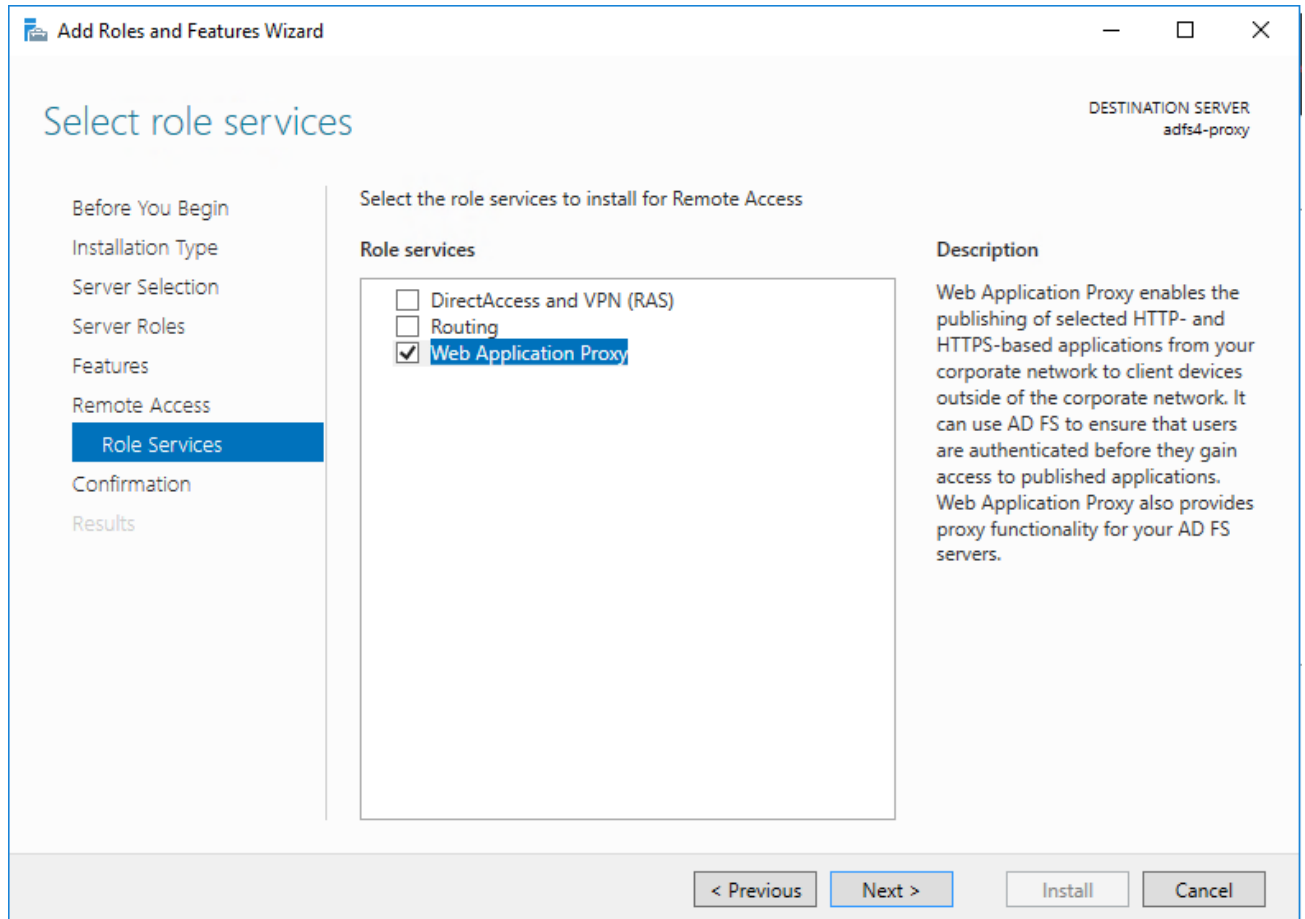 Add Roles and Features Wizard
Select role services
DESTINATION SERVER
adfs4-proxy
Before You Begin
Installation Type
Server Selection
Server Roles
Features
Remote Access
Role Services
Confirmation
Results
Select the role services to install for Remote Access
Role services
DirectAccess and VPN (RAS)
Routing
Web Application Proxy
Description
Web Application Proxy enables the
publishing of selected HTTP- and
HTTPS-based applications from your
corporate network to client devices
outside of the corporate network. It
can use AD FS to ensure that users
are authenticated before they gain
access to published applications.
Web Application Proxy also provides
proxy functionality for your AD FS
servers.
< Previous
Next >
Install
Cancel